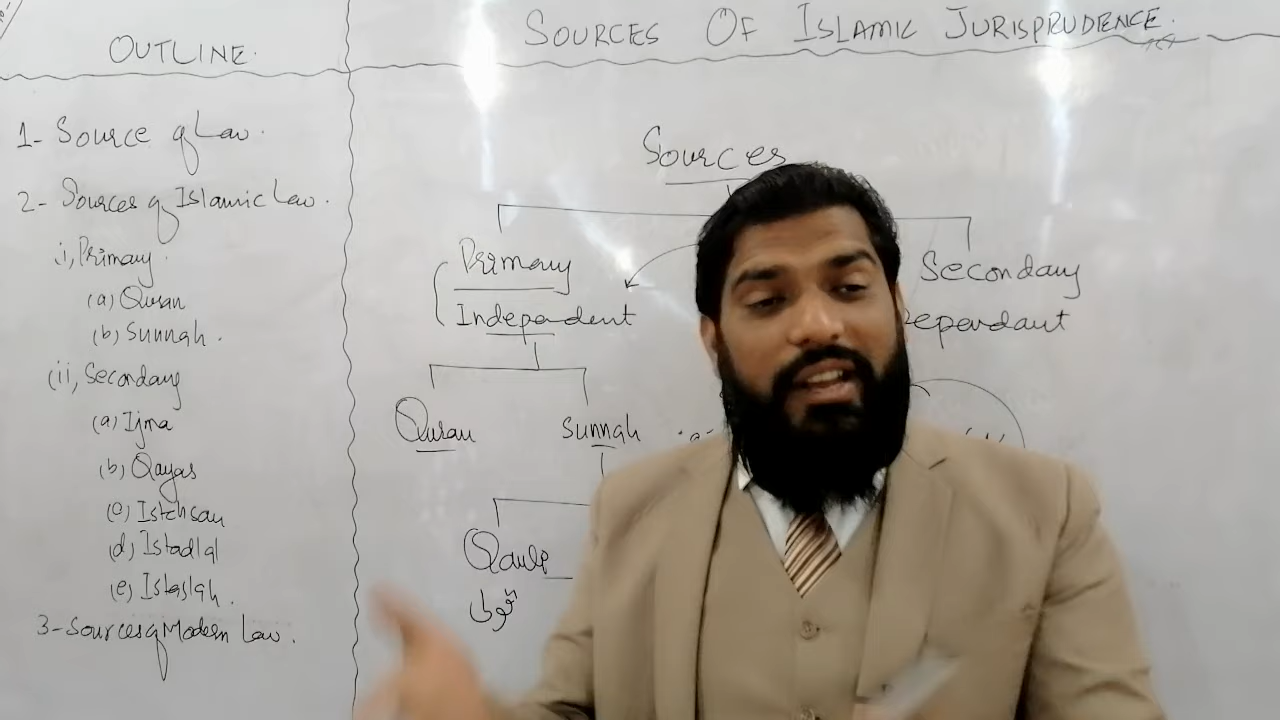 OUTLINE.
1- Source of Law.
2- Sources of Islamic Law.
i, Primary.
(a) Quran
(b) Sunnah.
(ii, Secondary
(a) Ijma
(b) Qayas
(c) Istehsan
(d) Istadlal
(e) Istaslah.
3- Sources of Modern Law.
SOURCES OF ISLAMIC JURISPRUDENCE.
Sources
Primary
Independent
Secondary
Dependant
Quran
Sunnah
قولی